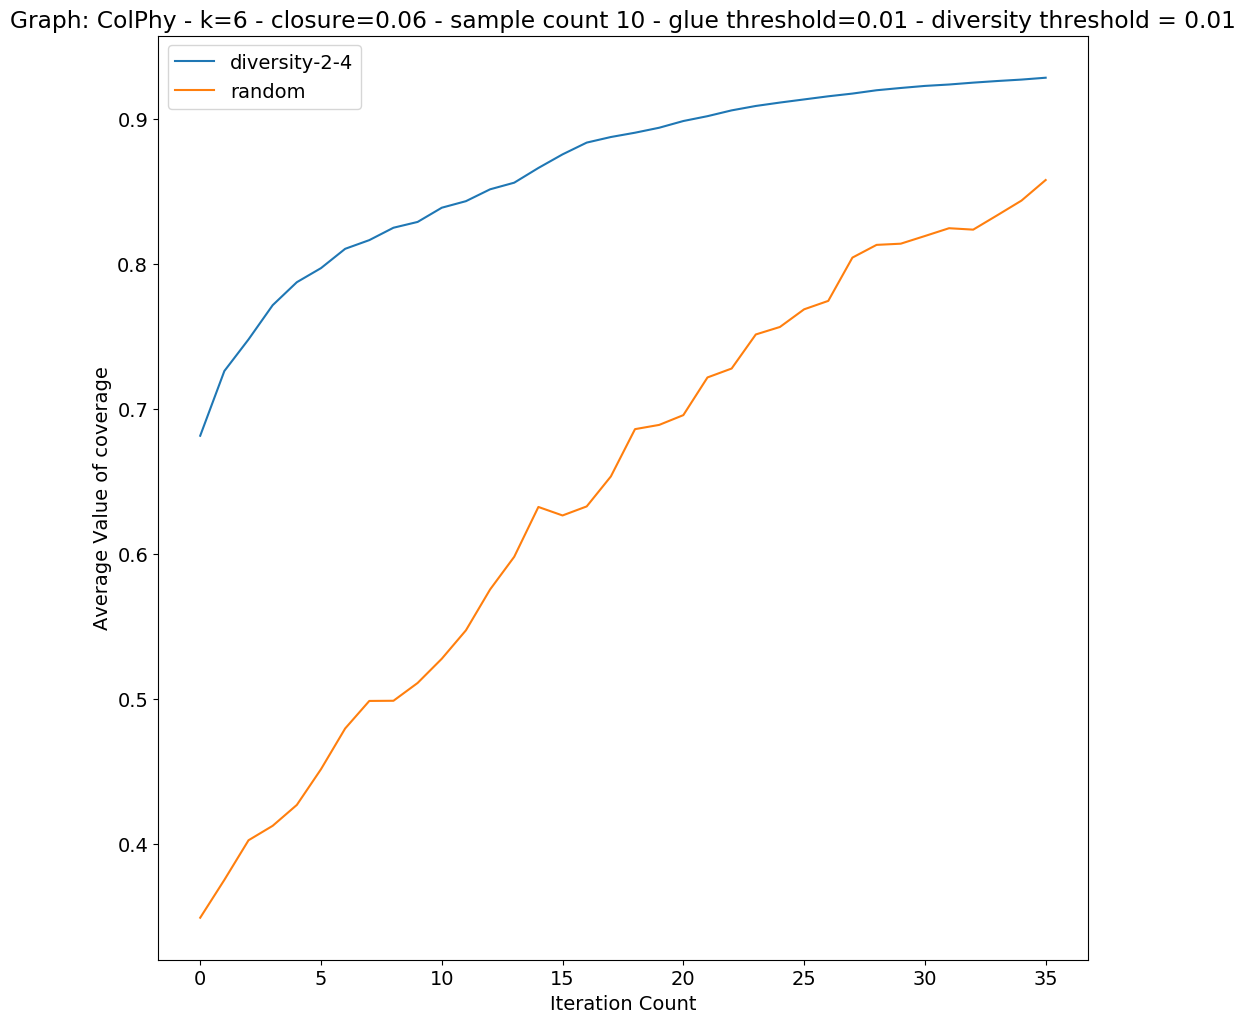 Graph: ColPhy - k=6 - closure=0.06 - sample count 10 - glue threshold=0.01 - diversity threshold = 0.01
diversity-2-4
random
0.9
0.8
0.7
0.6
0.5
0.4
Average Value of coverage
0 5 10 15 20 25 30 35
Iteration Count